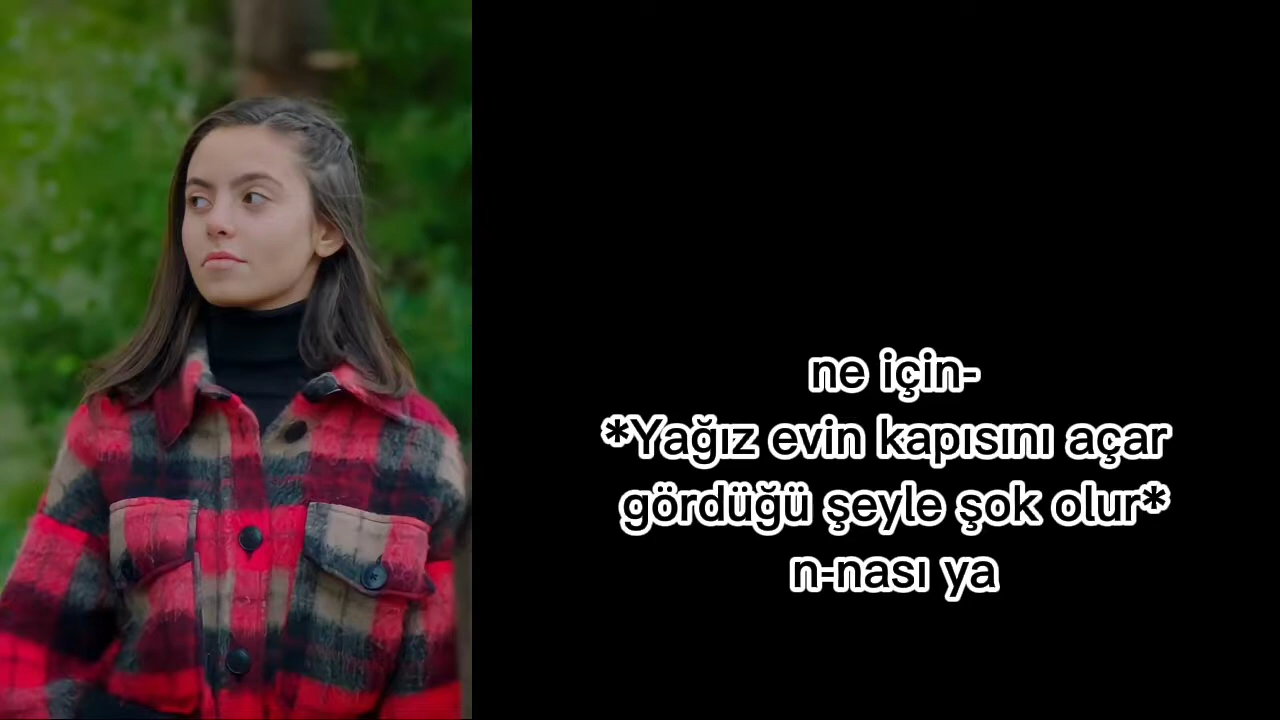 ne için-
*Yağız evin kapısını açar
gördüğü şeyle şok olur*
n-nası ya